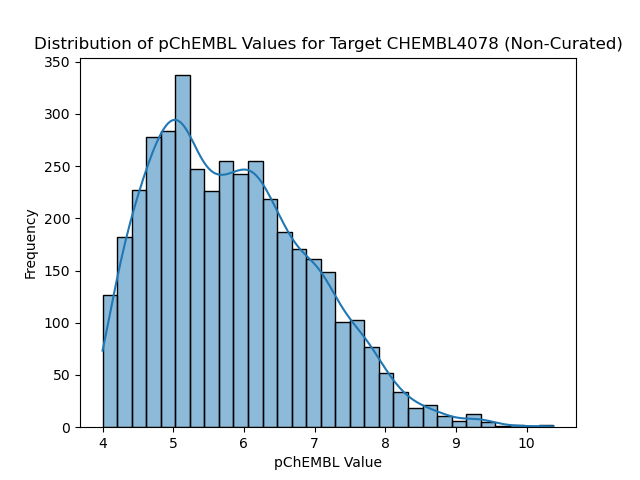 Distribution of pChEMBL Values for Target CHEMBL4078 (Non-Curated)
350
300
250
200
150
100
50
0
Frequency
4 5 6 7 8 9 10
pChEMBL Value